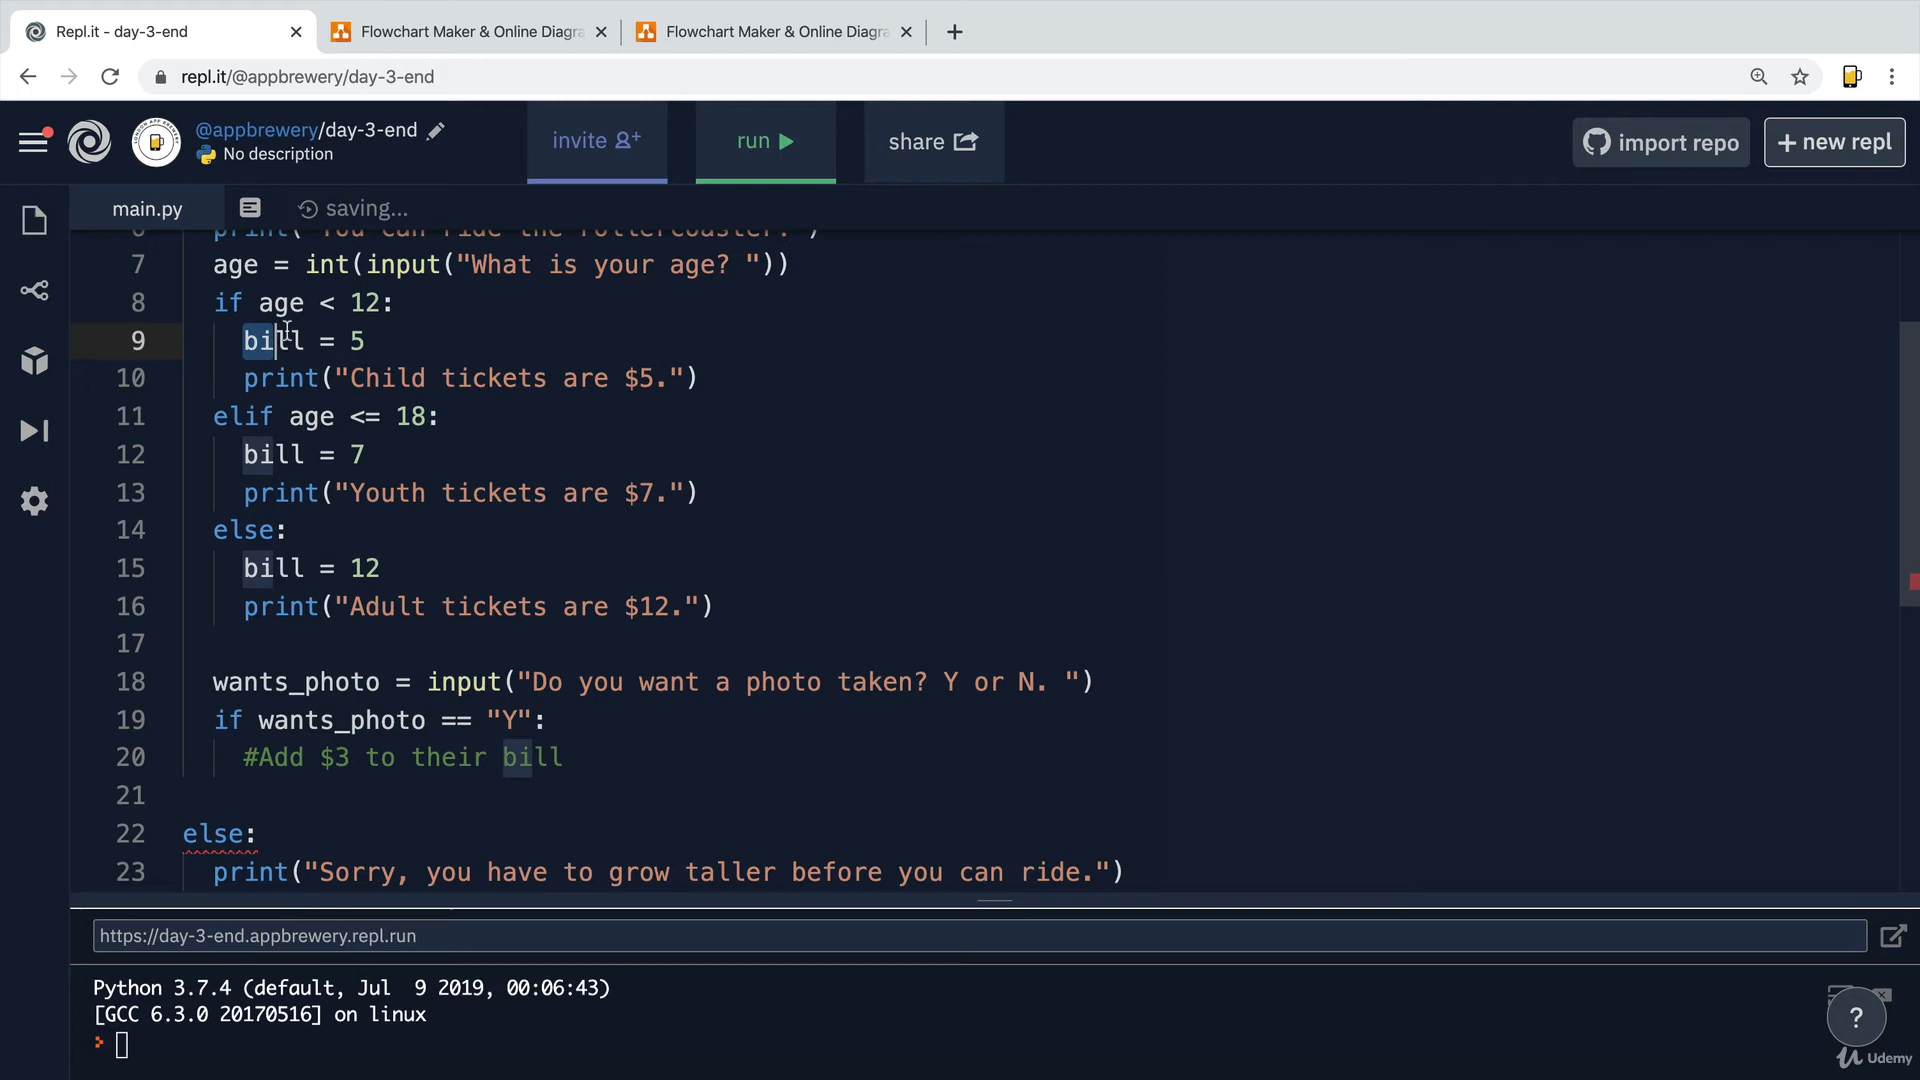 Repl.it - day-3-end
Flowchart Maker & Online Diagra
Flowchart Maker & Online Diagra
repl.it/@appbrewery/day-3-end
@appbrewery/day-3-end
No description
invite
run
share
import repo
+ new repl
main.py
saving...
6 print("You can ride the rollercoaster!")
7 age = int(input("What is your age? "))
8 if age < 12:
9 bill = 5
10 print("Child tickets are $5.")
11 elif age <= 18:
12 bill = 7
13 print("Youth tickets are $7.")
14 else:
15 bill = 12
16 print("Adult tickets are $12.")
17
18 wants_photo = input("Do you want a photo taken? Y or N. ")
19 if wants_photo == "Y":
20 #Add $3 to their bill
21
22 else:
23 print("Sorry, you have to grow taller before you can ride.")
https://day-3-end.appbrewery.repl.run
Python 3.7.4 (default, Jul  9 2019, 00:06:43)
[GCC 6.3.0 20170516] on linux
?
Udemy